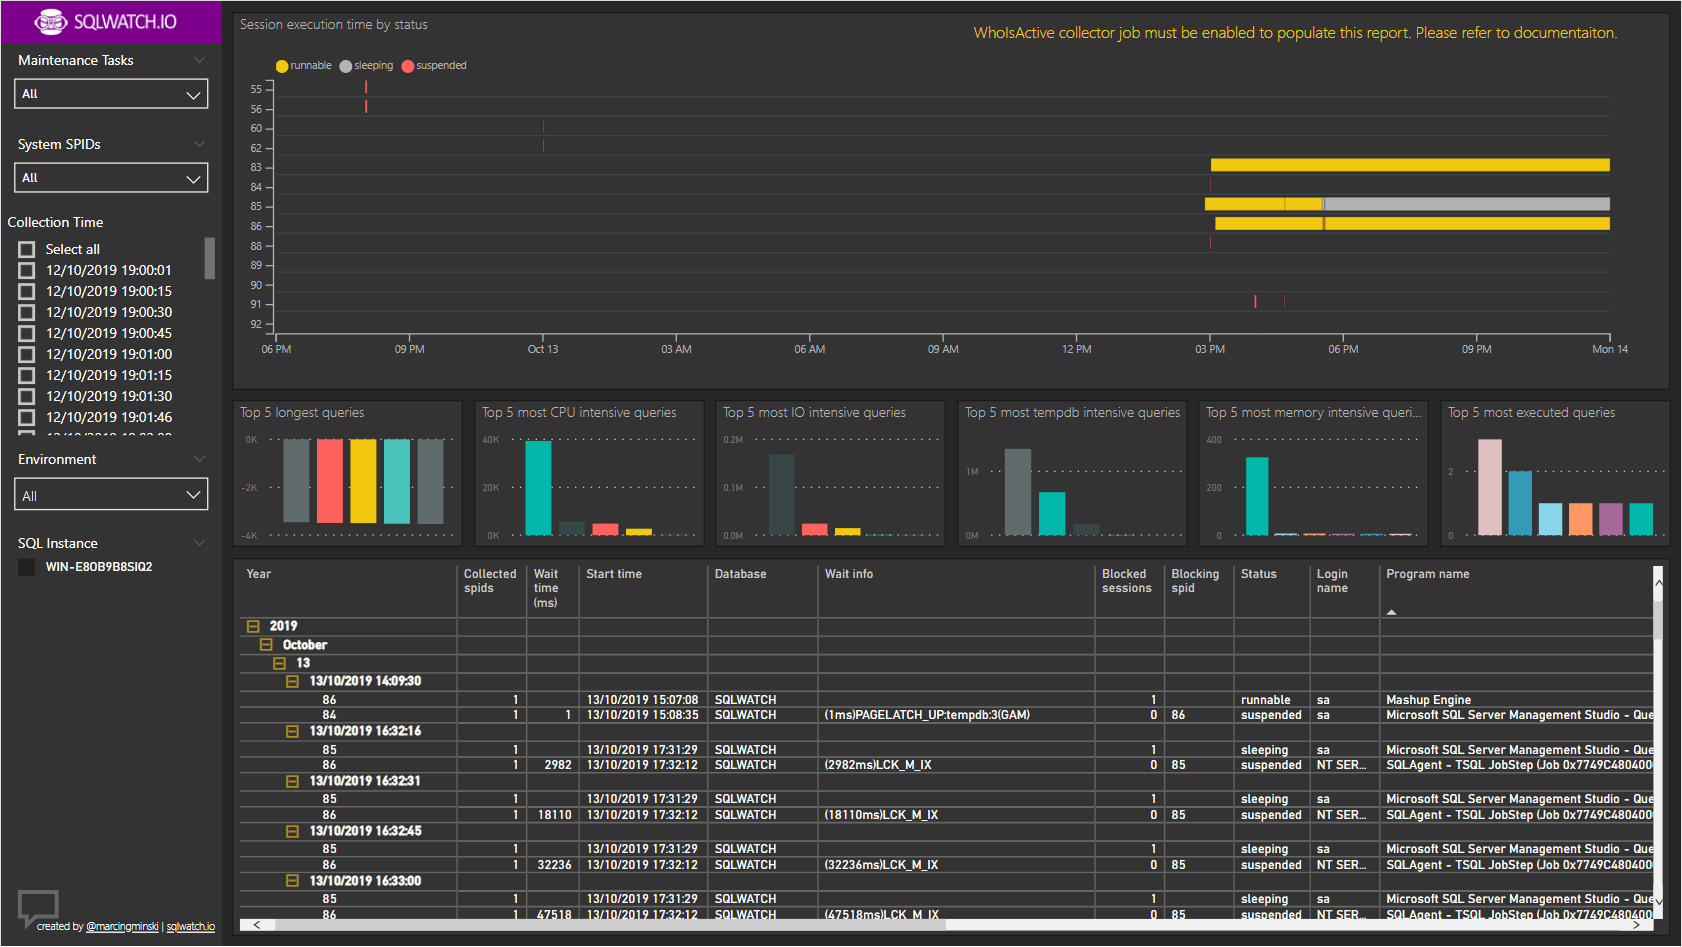 SQLWATCH.IO
Maintenance Tasks
All
System SPIDs
All
Collection Time
Select all
12/10/2019 19:00:01
12/10/2019 19:00:15
12/10/2019 19:00:30
12/10/2019 19:00:45
12/10/2019 19:01:00
12/10/2019 19:01:15
12/10/2019 19:01:30
12/10/2019 19:01:46
Environment
All
SQL Instance
WIN-E80B9B8SIQ2
created by @marcingminski | sqlwatch.io
Session execution time by status
WhoIsActive collector job must be enabled to populate this report. Please refer to documentaiton.
runnable sleeping suspended
55
56
60
62
83
84
85
86
88
89
90
91
92
06 PM 09 PM Oct 13 03 AM 06 AM 09 AM 12 PM 03 PM 06 PM 09 PM Mon 14
Top 5 longest queries
0K
-2K
-4K
Top 5 most CPU intensive queries
40K
20K
0K
Top 5 most IO intensive queries
0.2M
0.1M
0.0M
Top 5 most tempdb intensive queries
1M
0M
Top 5 most memory intensive queri...
400
200
0
Top 5 most executed queries
2
0
Year Collected spids Wait time (ms) Start time Database Wait info Blocked sessions Blocking spid Status Login name Program name
2019
October
13
13/10/2019 14:09:30
86 1 13/10/2019 15:07:08 SQLWATCH 1 runnable sa Mashup Engine
84 1 1 13/10/2019 15:08:35 SQLWATCH (1ms)PAGELATCH_UP:tempdb:3(GAM) 0 86 suspended sa Microsoft SQL Server Management Studio - Que
13/10/2019 16:32:16
85 1 13/10/2019 17:31:29 SQLWATCH 1 sleeping sa Microsoft SQL Server Management Studio - Que
86 1 2982 13/10/2019 17:32:12 SQLWATCH (2982ms)LCK_M_IX 0 85 suspended NT SER... SQLAgent - TSQL JobStep (Job 0x7749C480400
13/10/2019 16:32:31
85 1 13/10/2019 17:31:29 SQLWATCH 1 sleeping sa Microsoft SQL Server Management Studio - Que
86 1 18110 13/10/2019 17:32:12 SQLWATCH (18110ms)LCK_M_IX 0 85 suspended NT SER... SQLAgent - TSQL JobStep (Job 0x7749C480400
13/10/2019 16:32:45
85 1 13/10/2019 17:31:29 SQLWATCH 1 sleeping sa Microsoft SQL Server Management Studio - Que
86 1 32236 13/10/2019 17:32:12 SQLWATCH (32236ms)LCK_M_IX 0 85 suspended NT SER... SQLAgent - TSQL JobStep (Job 0x7749C480400
13/10/2019 16:33:00
85 1 13/10/2019 17:31:29 SQLWATCH 1 sleeping sa Microsoft SQL Server Management Studio - Que
86 1 47518 13/10/2019 17:32:12 SQLWATCH (47518ms)LCK_M_IX 0 85 suspended NT SER... SQLAgent - TSQL JobStep (Job 0x7749C480400